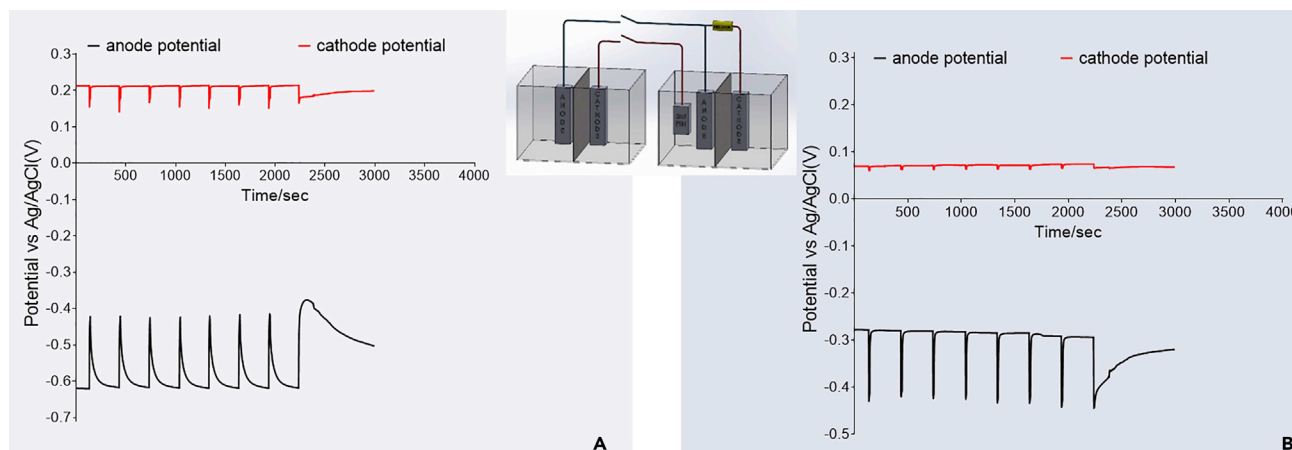 anode potential
cathode potential
Potential vs Ag/AgCl(V)
0.3
0.2
0.1
0.0
-0.1
-0.2
-0.3
-0.4
-0.5
-0.6
-0.7
500 1000 1500 2000 2500 3000 3500 4000
Time/sec
A
ANODE
CATHODE
ANODE
CATHODE
anode potential
cathode potential
Potential vs Ag/AgCl(V)
0.3
0.2
0.1
0.0
-0.1
-0.2
-0.3
-0.4
-0.5
500 1000 1500 2000 2500 3000 3500 400
Time/sec
B